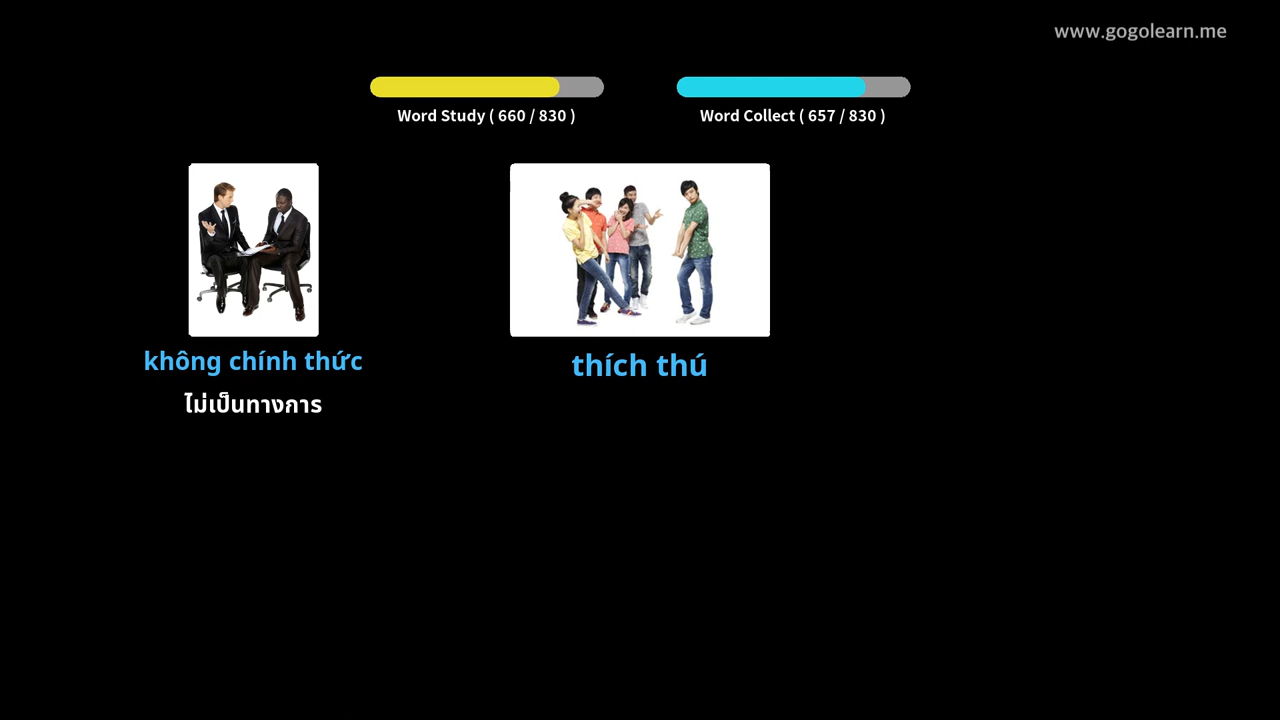 www.gogolearn.me
Word Study ( 660 / 830 )
Word Collect ( 657 / 830 )
không chính thức
ไม่เป็นทางการ
thích thú